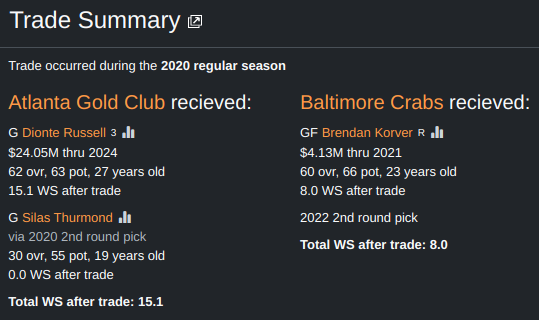 Trade Summary
Trade occurred during the 2020 regular season
Atlanta Gold Club recieved:
G Dionte Russell 3
$24.05M thru 2024
62 ovr, 63 pot, 27 years old
15.1 WS after trade
G Silas Thurmond
via 2020 2nd round pick
30 ovr, 55 pot, 19 years old
0.0 WS after trade
Total WS after trade: 15.1
Baltimore Crabs recieved:
GF Brendan Korver R
$4.13M thru 2021
60 ovr, 66 pot, 23 years old
8.0 WS after trade
2022 2nd round pick
Total WS after trade: 8.0